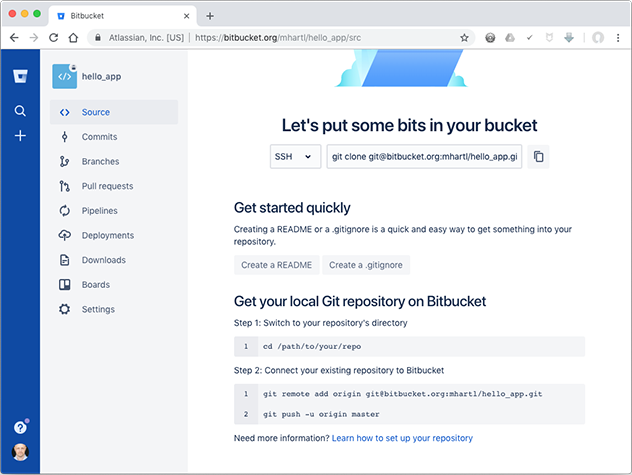 Bitbucket
Atlassian, Inc. [US] | https://bitbucket.org/mhartl/hello_app/src
hello_app
Source
Commits
Branches
Pull requests
Pipelines
Deployments
Downloads
Boards
Settings
Let's put some bits in your bucket
SSH git clone git@bitbucket.org:mhartl/hello_app.gi
Get started quickly
Creating a README or a .gitignore is a quick and easy way to get something into your
repository.
Create a README Create a .gitignore
Get your local Git repository on Bitbucket
Step 1: Switch to your repository's directory
1 cd /path/to/your/repo
Step 2: Connect your existing repository to Bitbucket
1 git remote add origin git@bitbucket.org:mhartl/hello_app.git
2 git push -u origin master
Need more information? Learn how to set up your repository